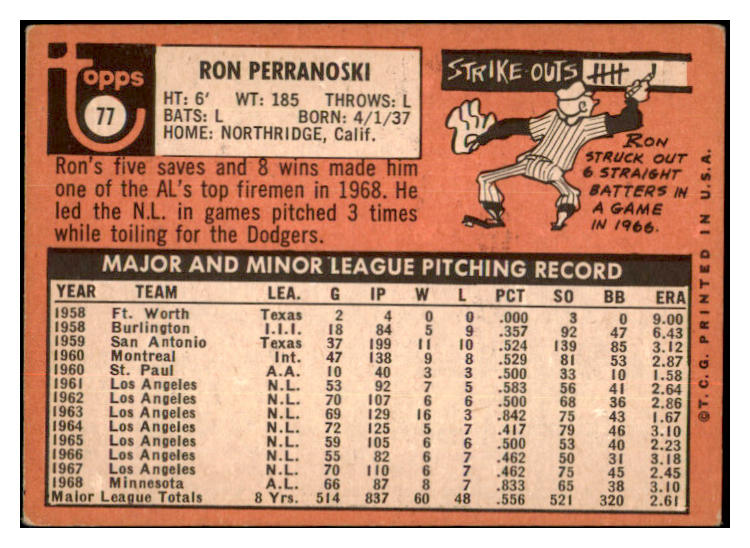 Topps
77
RON PERRANOSKI
HT: 6' WT: 185 THROWS: L
BATS: L BORN: 4/1/37
HOME: NORTHRIDGE, Calif.
STRIKE-OUTS
RON
STRUCK OUT
6 STRAIGHT
BATTERS IN
A GAME
IN 1966.
Ron's five saves and 8 wins made him
one of the AL's top firemen in 1968. He
led the N.L. in games pitched 3 times
while toiling for the Dodgers.
MAJOR AND MINOR LEAGUE PITCHING RECORD
YEAR TEAM LEA. G IP W L PCT SO BB ERA
1958 Ft. Worth Texas 2 4 0 0 .000 3 0 9.00
1958 Burlington I.I.I. 18 84 5 9 .357 92 47 6.43
1959 San Antonio Texas 37 199 11 10 .524 139 85 3.12
1960 Montreal Int. 47 138 9 8 .529 81 53 2.87
1960 St. Paul A.A. 10 40 3 3 .500 33 10 1.58
1961 Los Angeles N.L. 53 92 7 5 .583 56 41 2.64
1962 Los Angeles N.L. 70 107 6 6 .500 68 36 2.86
1963 Los Angeles N.L. 69 129 16 3 .842 75 43 1.67
1964 Los Angeles N.L. 72 125 5 7 .417 79 46 3.10
1965 Los Angeles N.L. 59 105 6 6 .500 53 40 2.23
1966 Los Angeles N.L. 55 82 6 7 .462 50 31 3.18
1967 Los Angeles N.L. 70 110 6 7 .462 75 45 2.45
1968 Minnesota A.L. 66 87 8 7 .833 65 38 3.10
Major League Totals 8 Yrs. 514 837 60 48 .556 521 320 2.61
©T.C.G. PRINTED IN U.S.A.